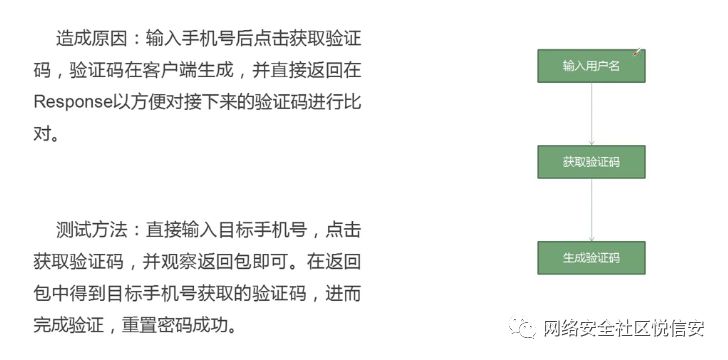 造成原因：输入手机号后点击获取验证
码，验证码在客户端生成，并直接返回在
Response以方便对接下来的验证码进行比
对。
测试方法：直接输入目标手机号，点击
获取验证码，并观察返回包即可。在返回
包中得到目标手机号获取的验证码，进而
完成验证，重置密码成功。
输入用户名
获取验证码
生成验证码
网络安全社区悦信安